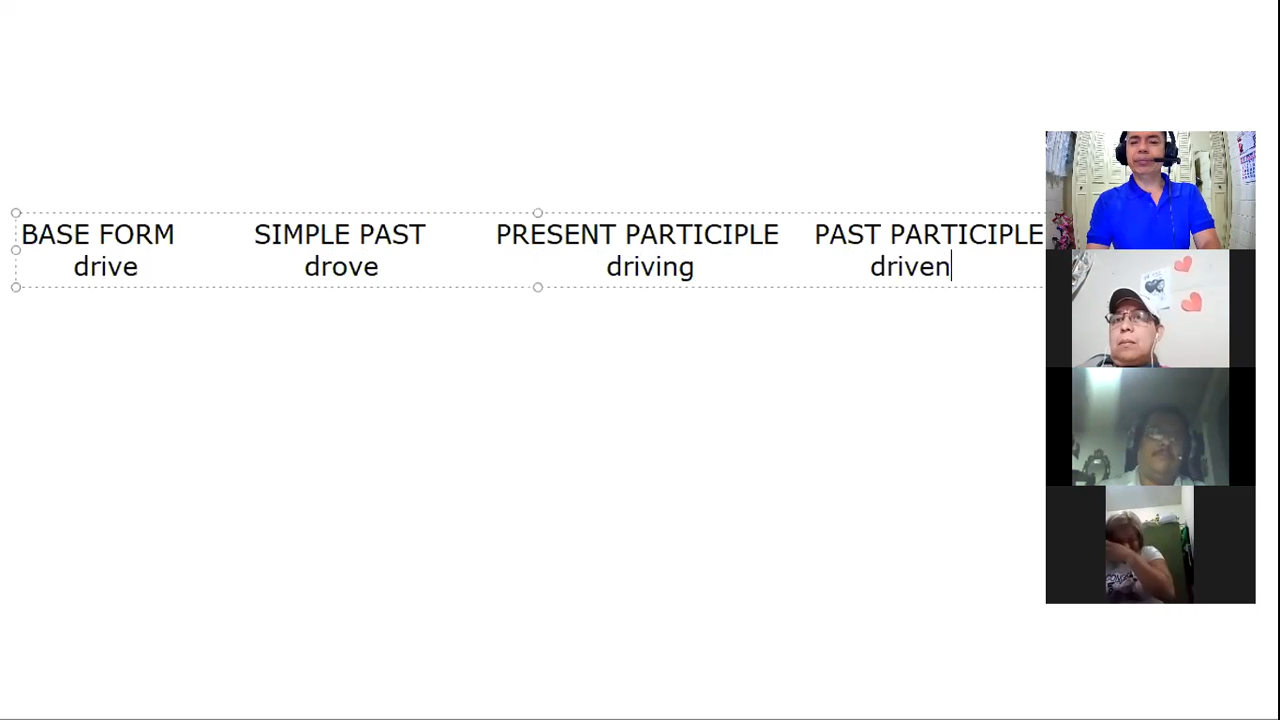 BASE FORM SIMPLE PAST PRESENT PARTICIPLE PAST PARTICIPLE
drive drove driving driven